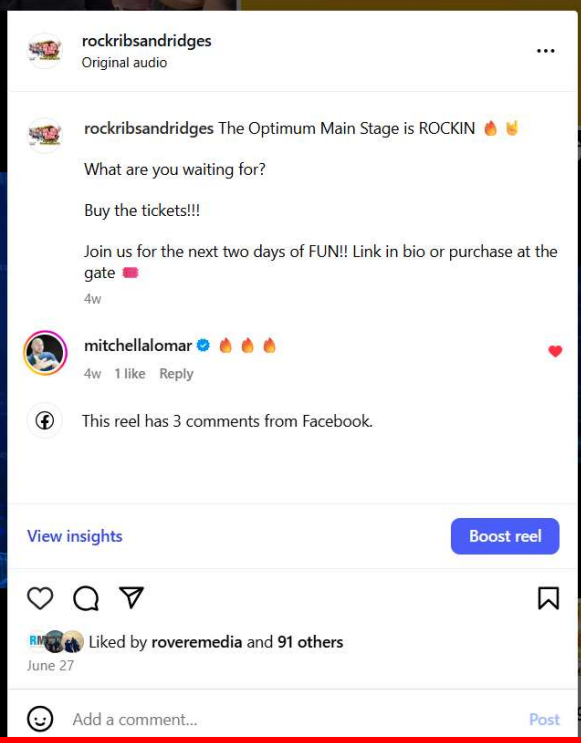 rockribsandridges
Original audio
rockribsandridges The Optimum Main Stage is ROCKIN 🔥 🤘
What are you waiting for?
Buy the tickets!!!
Join us for the next two days of FUN!! Link in bio or purchase at the
gate 🎟️
4w
mitchellalomar 🔥 🔥 🔥
4w 1 like Reply
This reel has 3 comments from Facebook.
View insights Boost reel
Liked by roveremedia and 91 others
June 27
Add a comment... Post